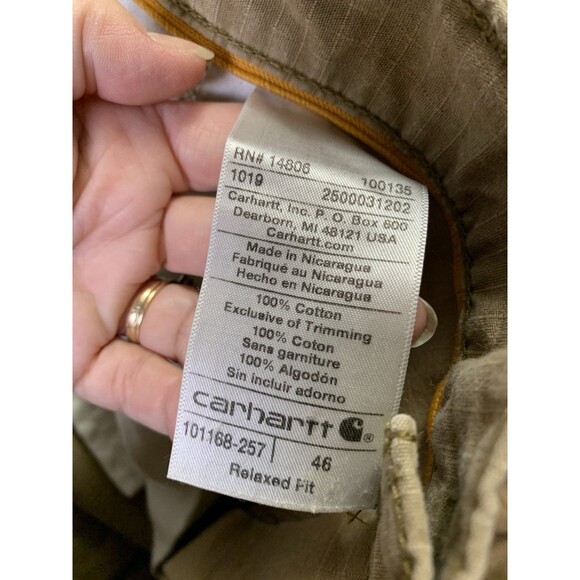 RN# 14806 100135
1019 2500031202
Carhartt, Inc. P. O. Box 600
Dearborn, MI 48121 USA
Carhartt.com
Made in Nicaragua
Fabriqué au Nicaragua
Hecho en Nicaragua
100% Cotton
Exclusive of Trimming
100% Coton
Sans garniture
100% Algodón
Sin incluir adorno
carhartt ®
101168-257 46
Relaxed Fit